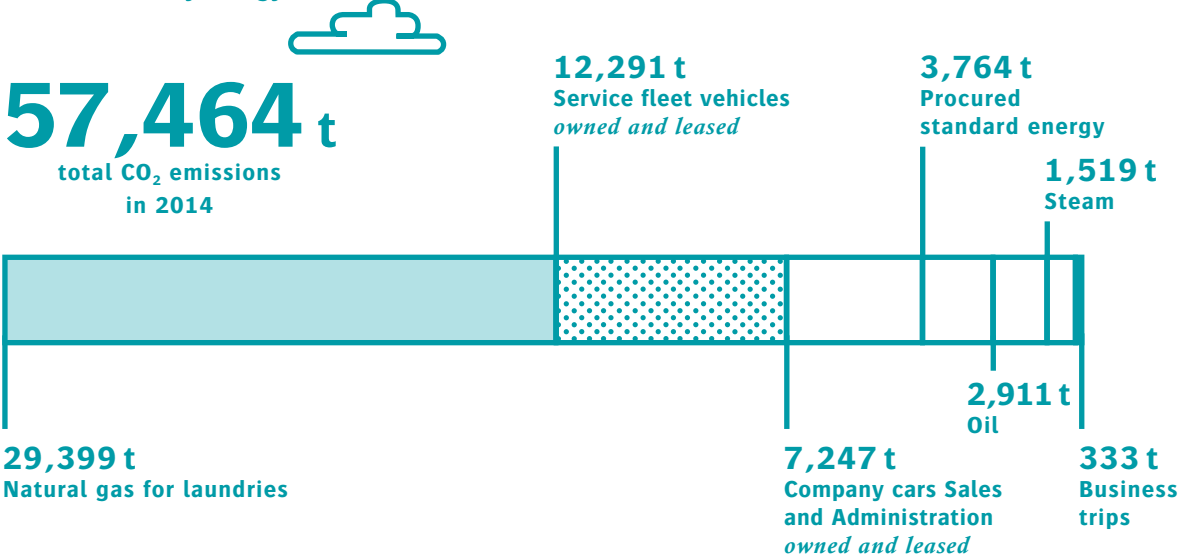 57,464 t
total CO₂ emissions
in 2014
12,291 t
Service fleet vehicles
owned and leased
3,764 t
Procured
standard energy
1,519 t
Steam
29,399 t
Natural gas for laundries
7,247 t
Company cars Sales
and Administration
owned and leased
2,911 t
Oil
333 t
Business
trips